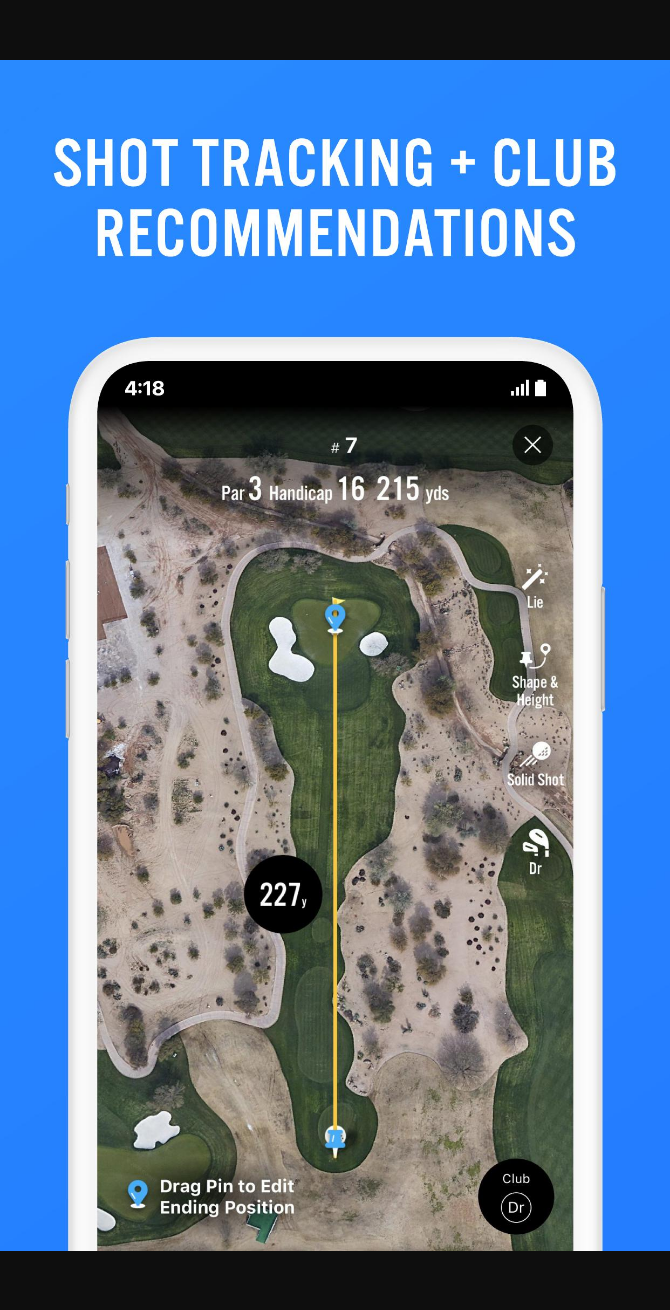 SHOT TRACKING + CLUB
RECOMMENDATIONS
4:18
# 7
Par 3 Handicap 16 215 yds
Lie
Shape &
Height
Solid Shot
Dr
227y
Drag Pin to Edit
Ending Position
Club
Dr